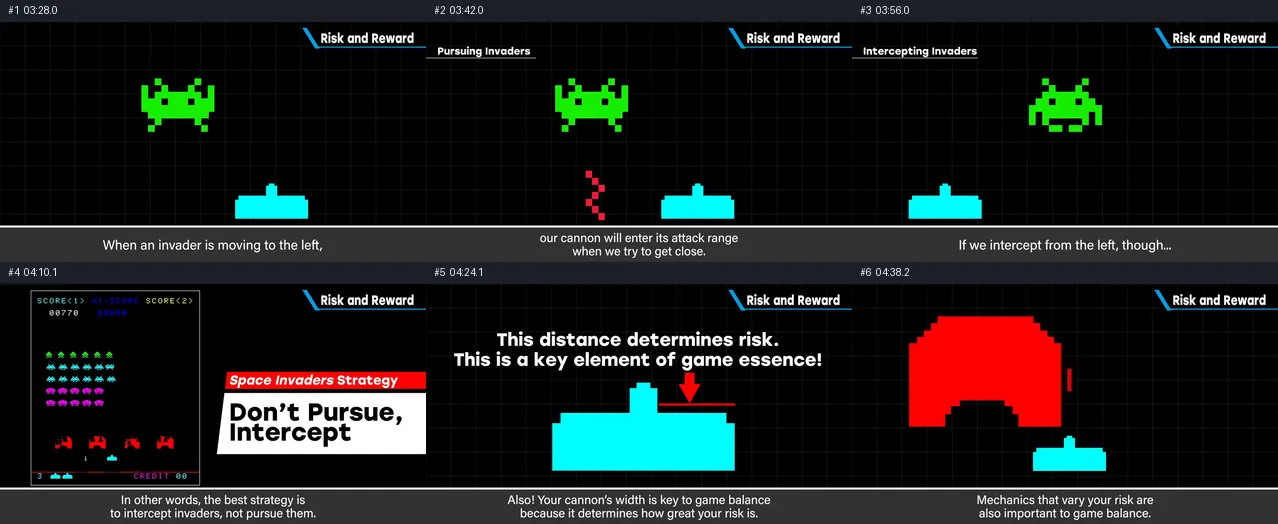 #1 03:28.0
Risk and Reward
When an invader is moving to the left,
#2 03:42.0
Risk and Reward
Pursuing Invaders
our cannon will enter its attack range
when we try to get close.
#3 03:56.0
Risk and Reward
Intercepting Invaders
If we intercept from the left, though...
#4 04:10.1
Risk and Reward
SCORE<1> HI-SCORE SCORE<2>
00770
Space Invaders Strategy
Don't Pursue,
Intercept
3
CREDIT 00
In other words, the best strategy is
to intercept invaders, not pursue them.
#5 04:24.1
Risk and Reward
This distance determines risk.
This is a key element of game essence!
Also! Your cannon's width is key to game balance
because it determines how great your risk is.
#6 04:38.2
Risk and Reward
Mechanics that vary your risk are
also important to game balance.